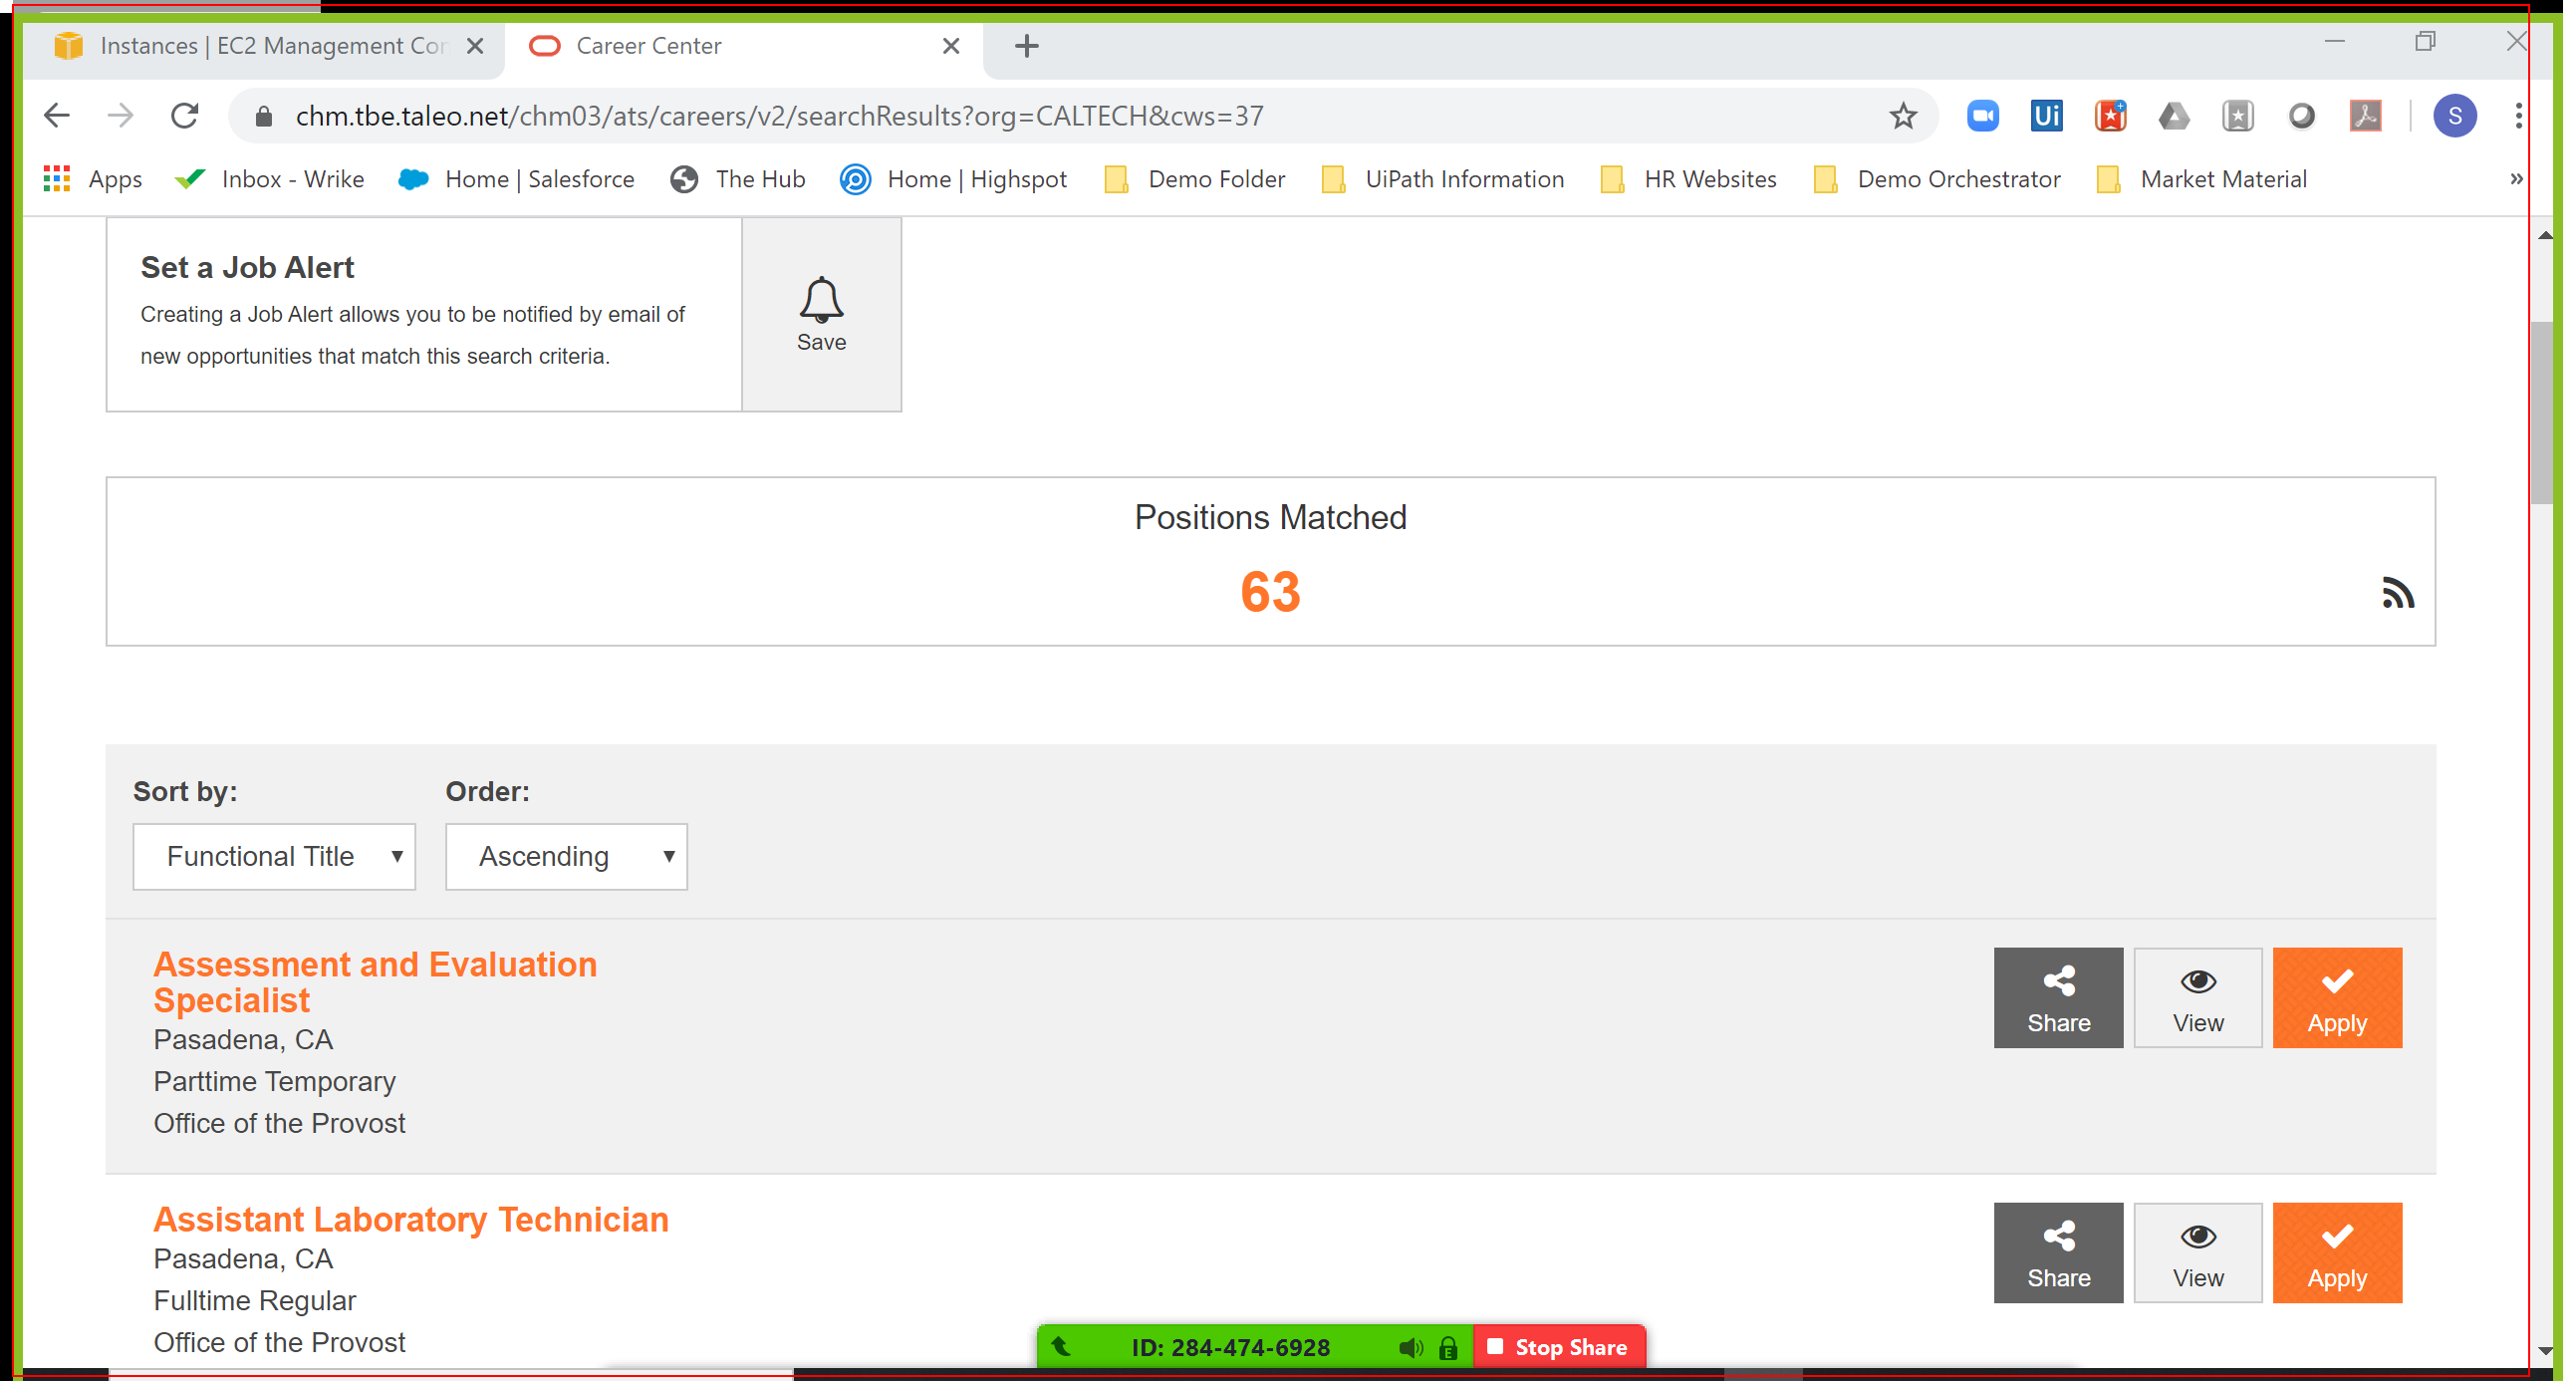 Instances | EC2 Management Con
Career Center
chm.tbe.taleo.net/chm03/ats/careers/v2/searchResults?org=CALTECH&cws=37
Ui
S
Apps
Inbox - Wrike
Home | Salesforce
The Hub
Home | Highspot
Demo Folder
UiPath Information
HR Websites
Demo Orchestrator
Market Material
»
Set a Job Alert
Creating a Job Alert allows you to be notified by email of
new opportunities that match this search criteria.
Save
Positions Matched
63
Sort by:
Order:
Functional Title
Ascending
Assessment and Evaluation
Specialist
Pasadena, CA
Parttime Temporary
Office of the Provost
Share
View
Apply
Assistant Laboratory Technician
Pasadena, CA
Fulltime Regular
Office of the Provost
Share
View
Apply
ID: 284-474-6928
E
Stop Share